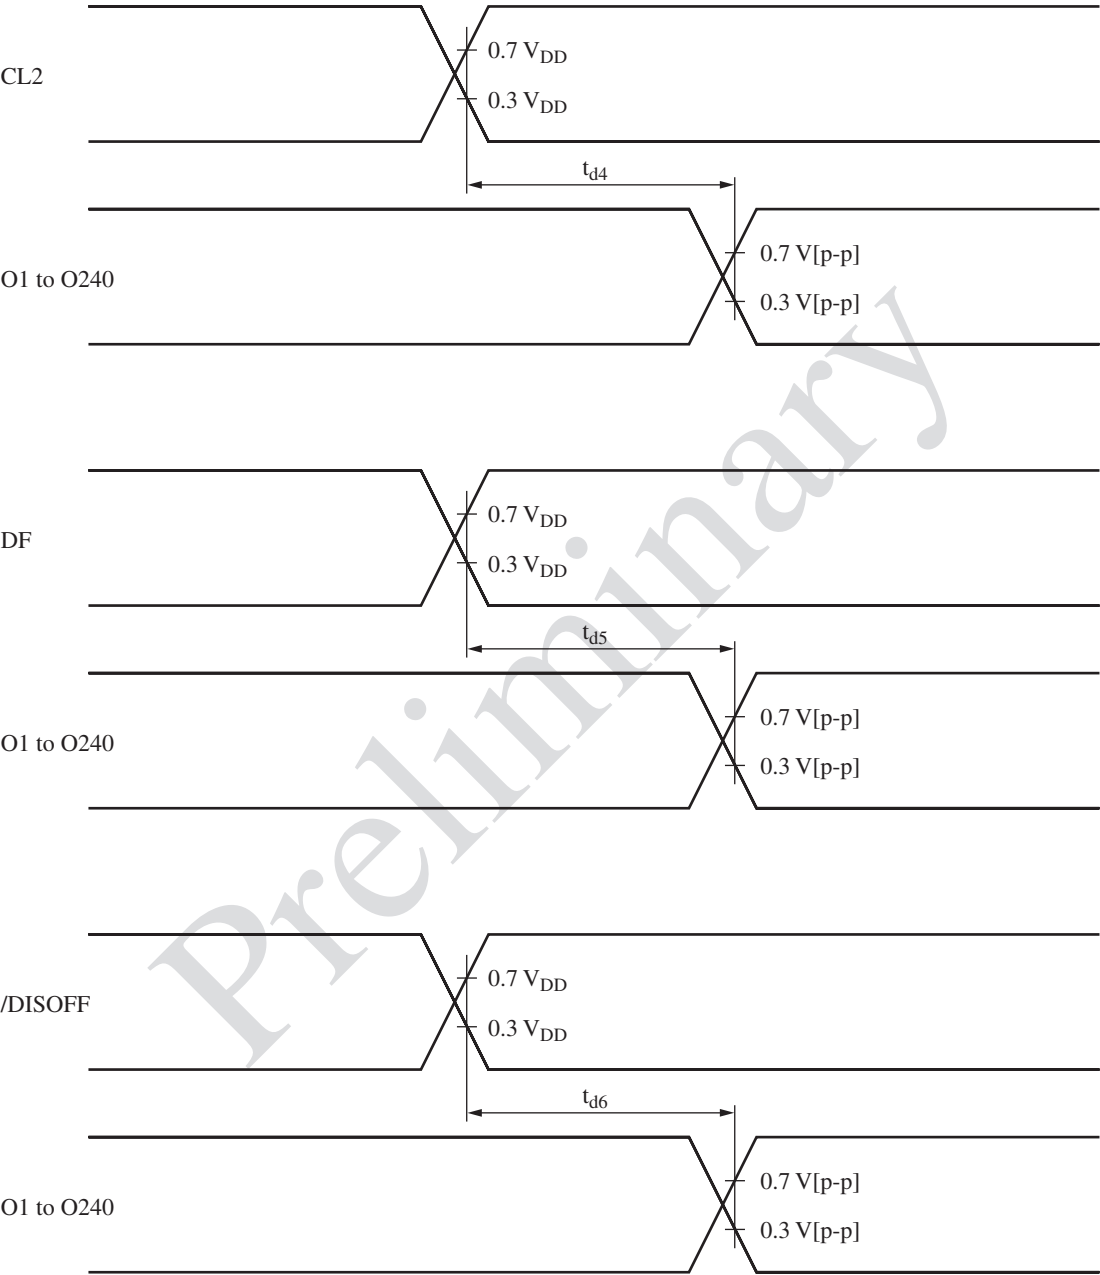 CL2
0.7 VDD
0.3 VDD
td4
O1 to O240
0.7 V[p-p]
0.3 V[p-p]
DF
0.7 VDD
0.3 VDD
td5
O1 to O240
0.7 V[p-p]
0.3 V[p-p]
/DISOFF
0.7 VDD
0.3 VDD
td6
O1 to O240
0.7 V[p-p]
0.3 V[p-p]
Preliminary